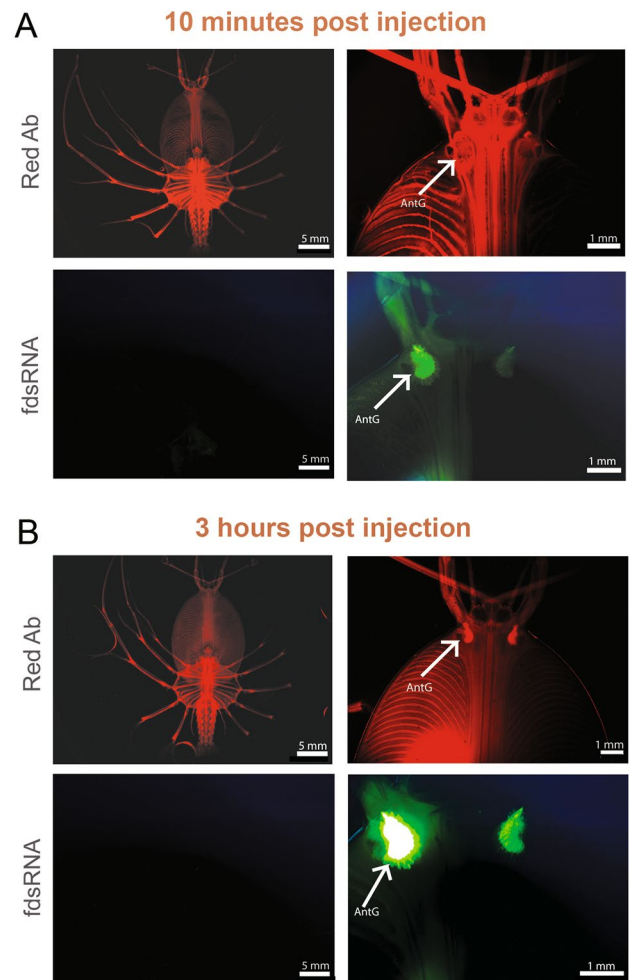 A
10 minutes post injection
Red Ab
5 mm
AntG
1 mm
fdsRNA
5 mm
AntG
1 mm
B
3 hours post injection
Red Ab
5 mm
AntG
1 mm
fdsRNA
5 mm
AntG
1 mm